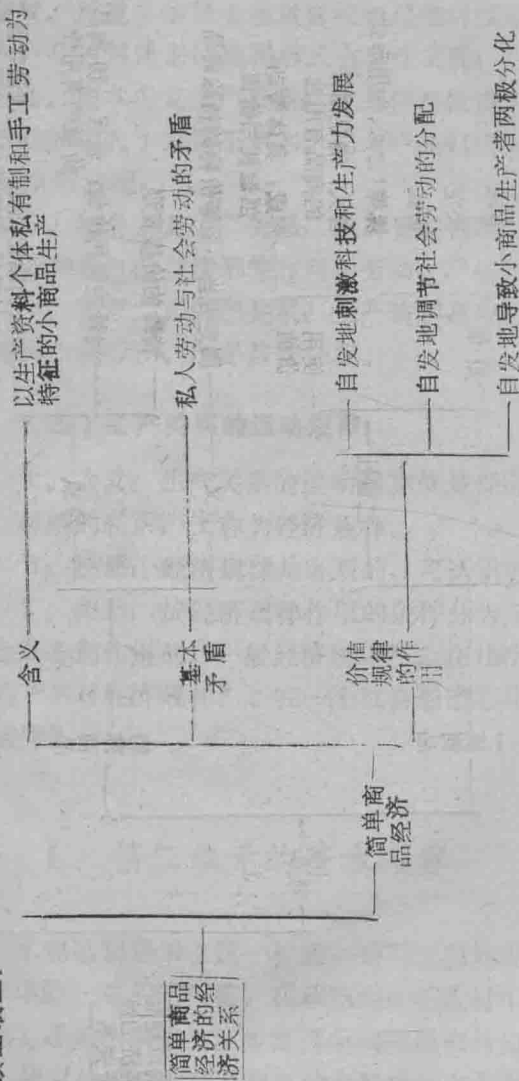 简单商品
经济的经
济关系
简单商
品经济
含义
以生产资料个体私有制和手工劳动为
特征的小商品生产
基本
矛盾
私人劳动与社会劳动的矛盾
价值
规律
的作
用
自发地刺激科技和生产力发展
自发地调节社会劳动的分配
自发地导致小商品生产者两极分化